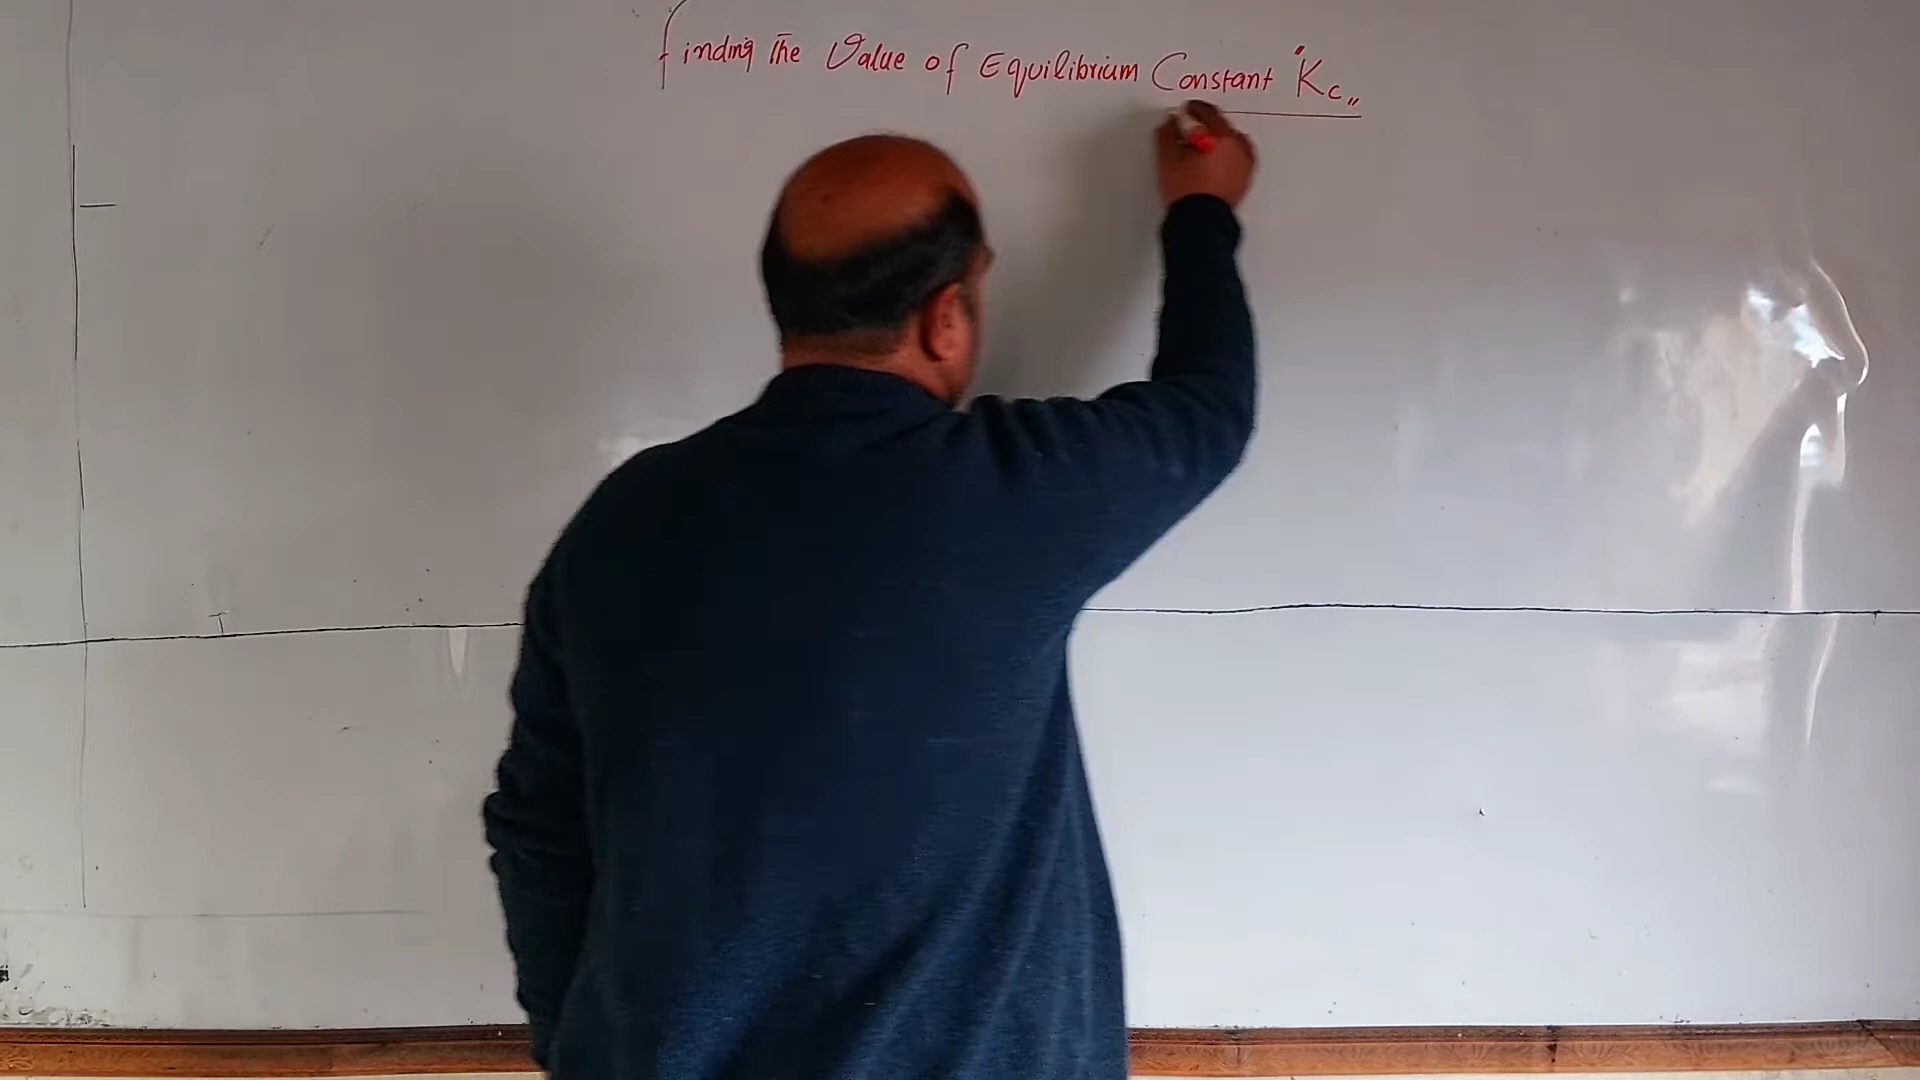 Finding The Value of Equilibrium Constant "Kc"